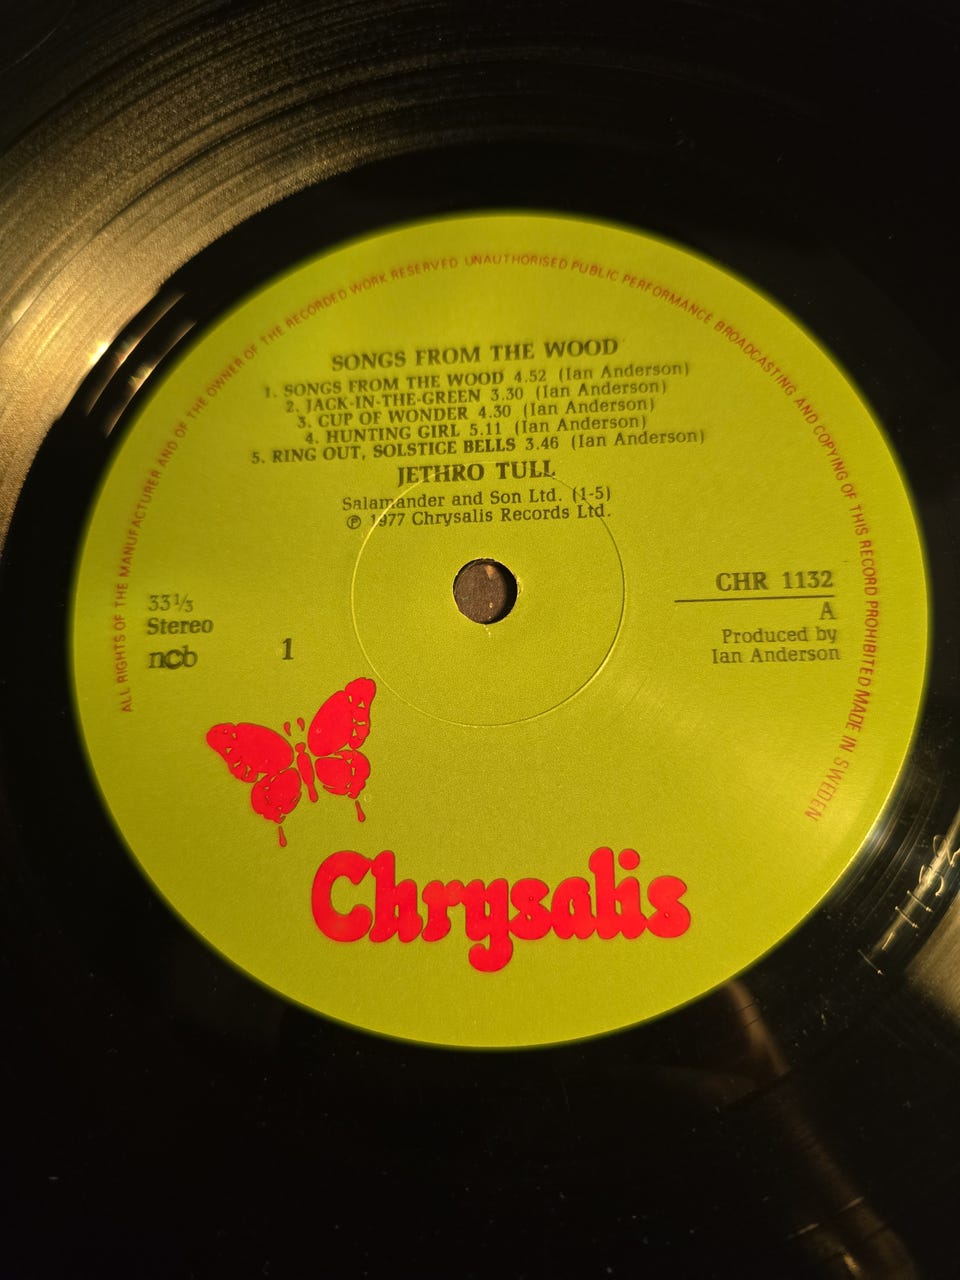 ALL RIGHTS OF THE MANUFACTURER AND OF THE OWNER OF THE RECORDED WORK RESERVED UNAUTHORISED PUBLIC PERFORMANCE BROADCASTING AND COPYING OF THIS RECORD PROHIBITED MADE IN SWEDEN
SONGS FROM THE WOOD
1. SONGS FROM THE WOOD 4.52 (Ian Anderson)
2. JACK-IN-THE-GREEN 3.30 (Ian Anderson)
3. CUP OF WONDER 4.30 (Ian Anderson)
4. HUNTING GIRL 5.11 (Ian Anderson)
5. RING OUT, SOLSTICE BELLS 3.46 (Ian Anderson)
JETHRO TULL
Salamander and Son Ltd. (1-5)
℗ 1977 Chrysalis Records Ltd.
33⅓
Stereo
ncb
1
CHR 1132
A
Produced by
Ian Anderson
Chrysalis